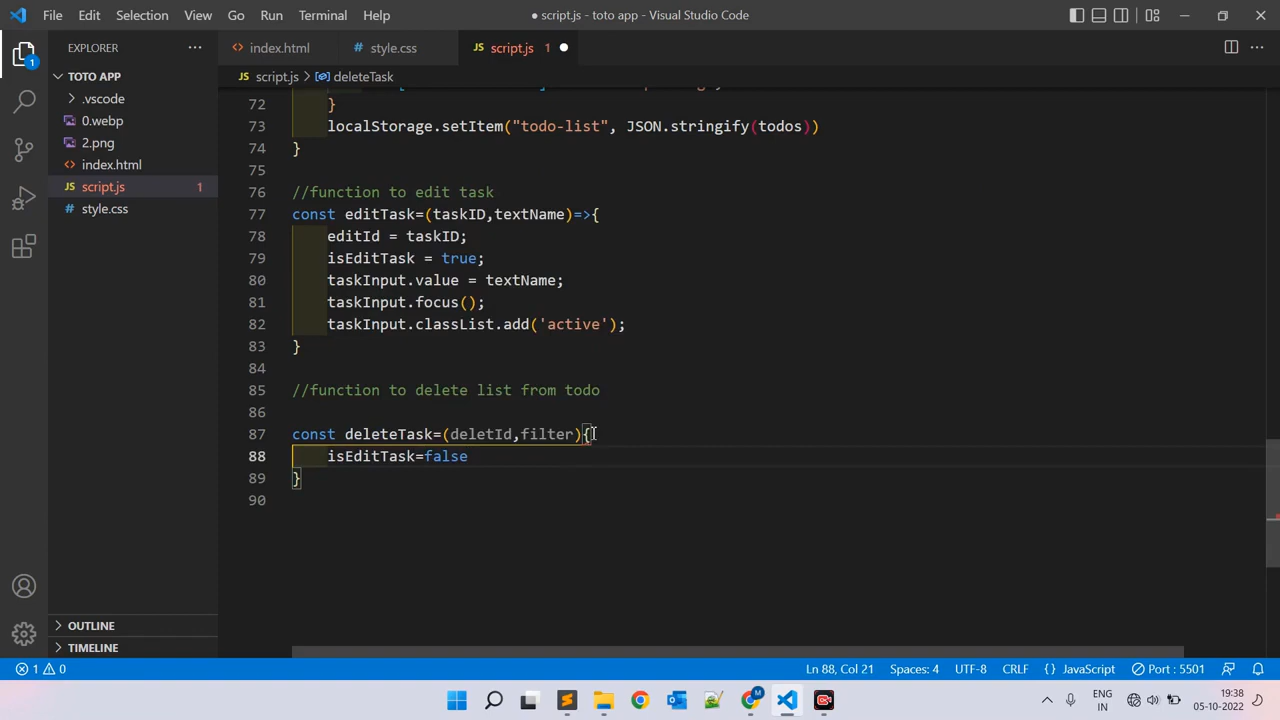 File Edit Selection View Go Run Terminal Help
● script.js - toto app - Visual Studio Code
EXPLORER
<> index.html
# style.css
JS script.js 1
TOTO APP
JS script.js > deleteTask
.vscode
0.webp
2.png
<> index.html
JS script.js 1
# style.css
72 }
73 localStorage.setItem("todo-list", JSON.stringify(todos))
74 }
75
76 //function to edit task
77 const editTask=(taskID,textName)=>{
78 editId = taskID;
79 isEditTask = true;
80 taskInput.value = textName;
81 taskInput.focus();
82 taskInput.classList.add('active');
83 }
84
85 //function to delete list from todo
86
87 const deleteTask=(deletId,filter){
88 isEditTask=false
89 }
90
1
OUTLINE
TIMELINE
1 0 Ln 88, Col 21 Spaces: 4 UTF-8 CRLF {} JavaScript Port : 5501
ENG IN
19:38
05-10-2022